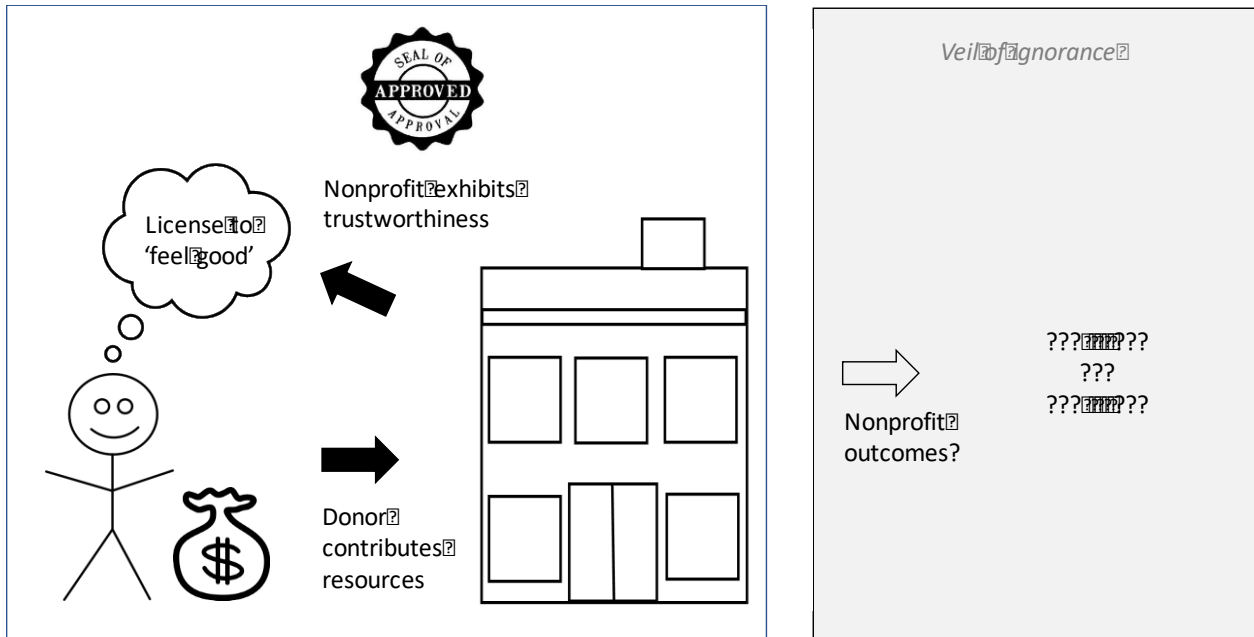 SEAL OF
APPROVED
APPROVAL
Veil of ignorance
Nonprofit exhibits
trustworthiness
License to
‘feel good’
??? ??? ???
???
??? ??? ???
Nonprofit
outcomes?
Donor
contributes
resources
$